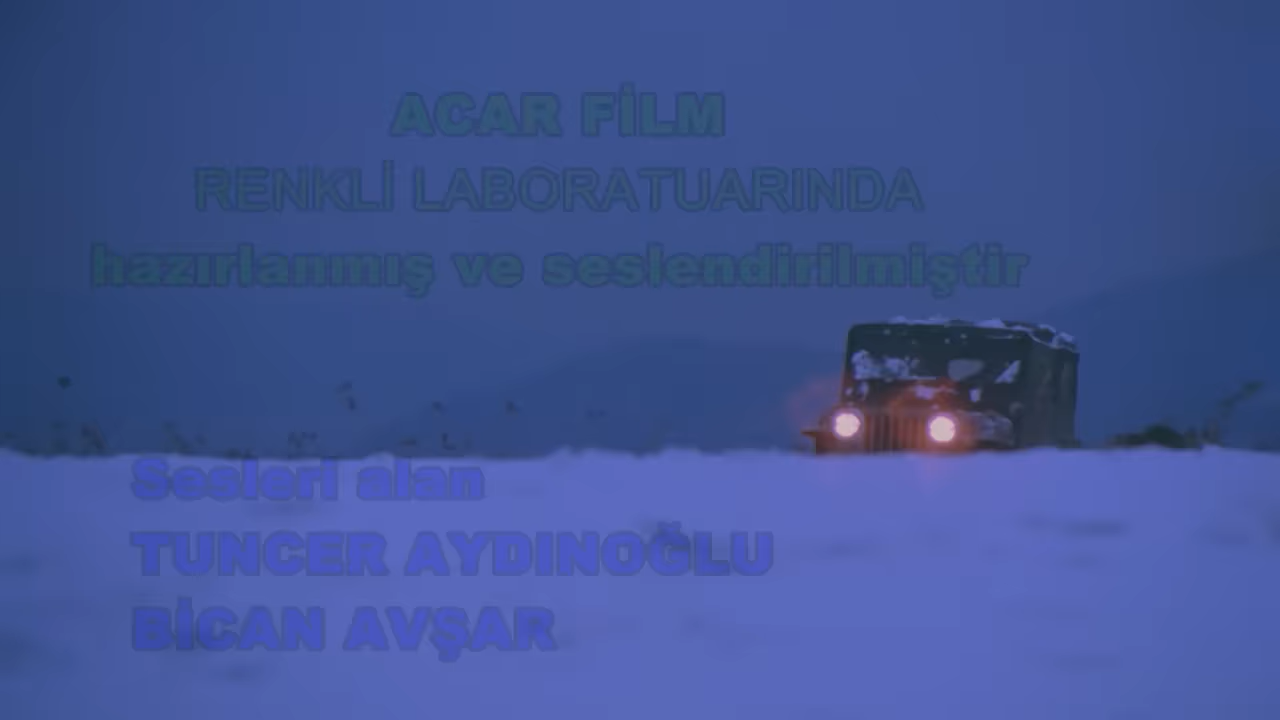 ACAR FİLM
RENKLİ LABORATUARINDA
hazırlanmış ve seslendirilmiştir
Sesleri alan
TUNCER AYDINOĞLU
BİCAN AVŞAR